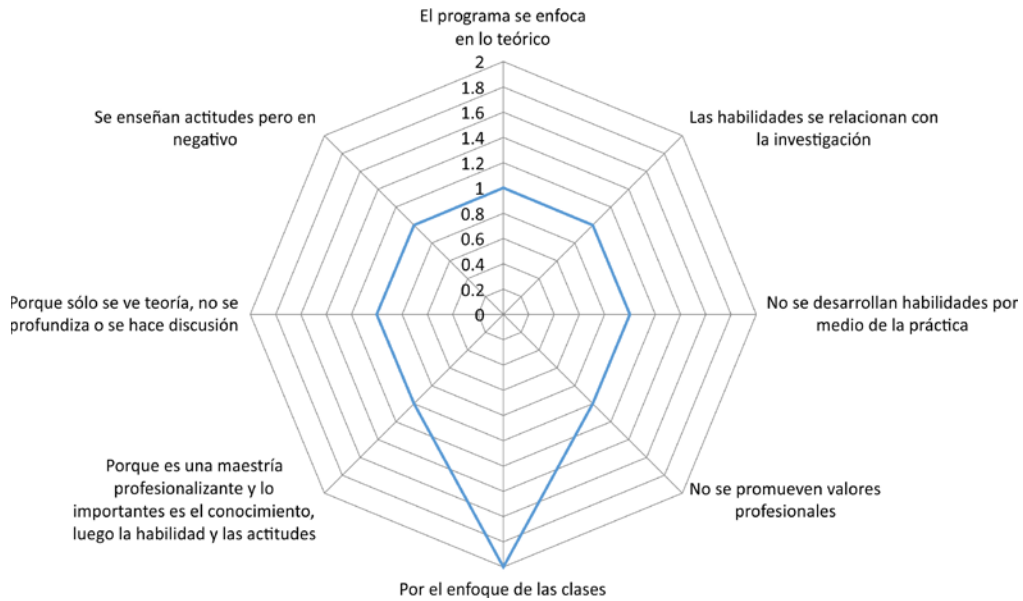 El programa se enfoca
en lo teórico
2
1.8
1.6
1.4
1.2
1
0.8
0.6
0.4
0.2
0
Las habilidades se relacionan con
la investigación
No se desarrollan habilidades por
medio de la práctica
No se promueven valores
profesionales
Por el enfoque de las clases
Porque es una maestría
profesionalizante y lo
importantes es el conocimiento,
luego la habilidad y las actitudes
Porque sólo se ve teoría, no se
profundiza o se hace discusión
Se enseñan actitudes pero en
negativo